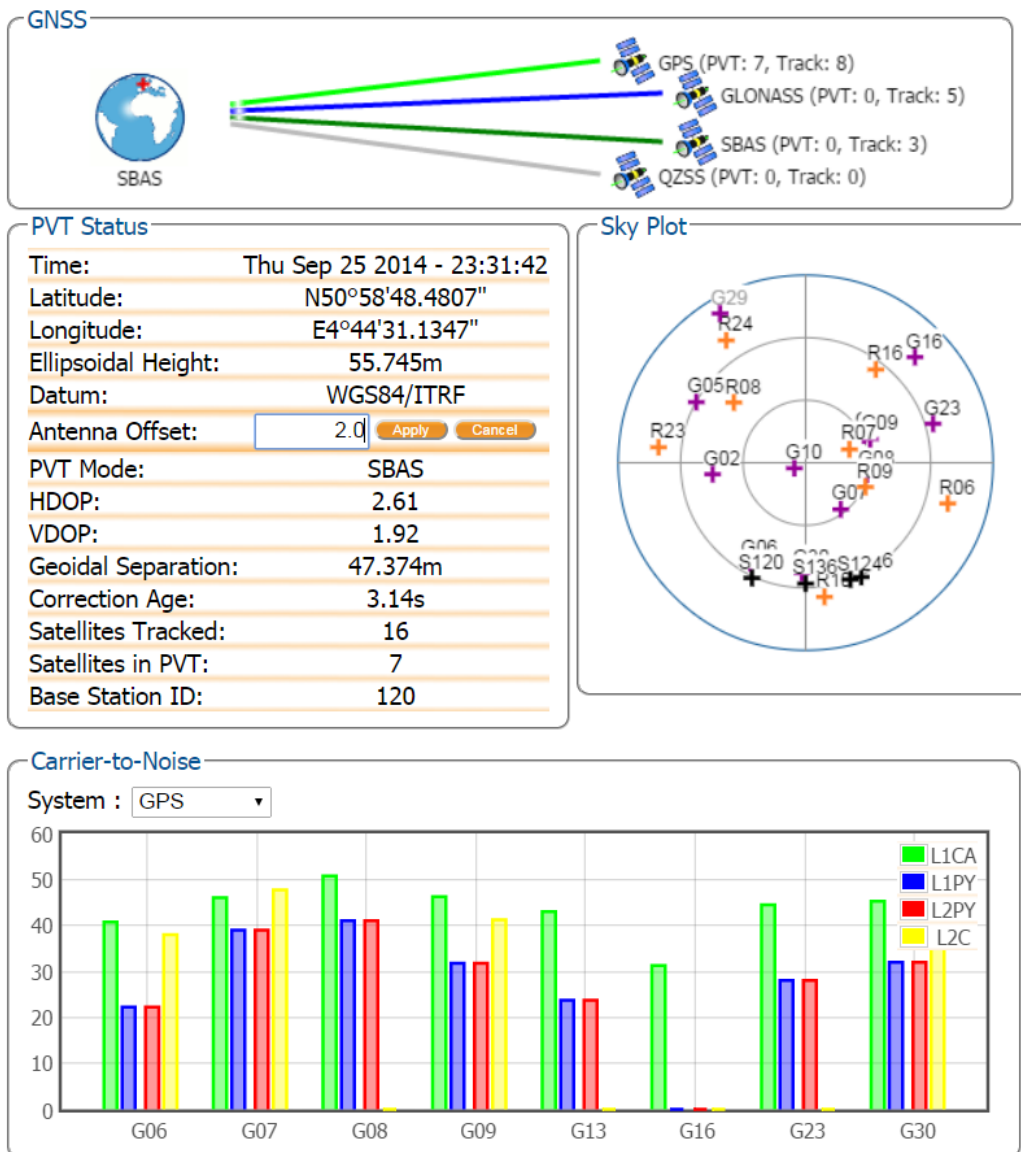 GNSS
GPS (PVT: 7, Track: 8)
GLONASS (PVT: 0, Track: 5)
SBAS (PVT: 0, Track: 3)
QZSS (PVT: 0, Track: 0)
SBAS
PVT Status
Time: Thu Sep 25 2014 - 23:31:42
Latitude: N50°58'48.4807"
Longitude: E4°44'31.1347"
Ellipsoidal Height: 55.745m
Datum: WGS84/ITRF
Antenna Offset: 2.0 Apply Cancel
PVT Mode: SBAS
HDOP: 2.61
VDOP: 1.92
Geoidal Separation: 47.374m
Correction Age: 3.14s
Satellites Tracked: 16
Satellites in PVT: 7
Base Station ID: 120
Sky Plot
G29
R24
R16 G16
G05 R08
G23
R23 R07 G09
G02 G10 G08
R09
G07 R06
G06
S120 S136 S124
Carrier-to-Noise
System : GPS
60
50
40
30
20
10
0
L1CA
L1PY
L2PY
L2C
G06 G07 G08 G09 G13 G16 G23 G30